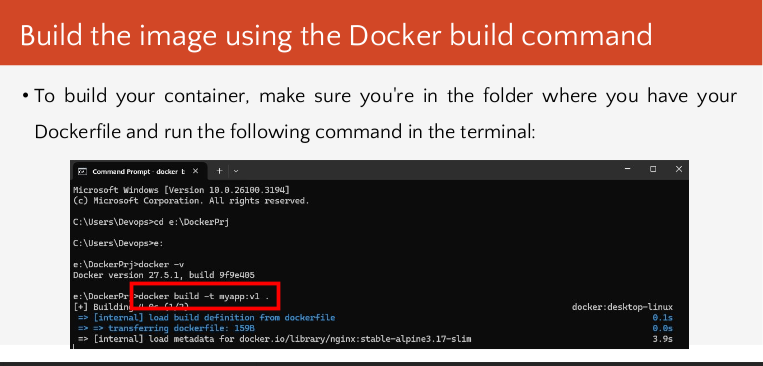 Build the image using the Docker build command
• To build your container, make sure you're in the folder where you have your
Dockerfile and run the following command in the terminal:
Command Prompt - docker b
Microsoft Windows [Version 10.0.26100.3194]
(c) Microsoft Corporation. All rights reserved.
C:\Users\Devops>cd e:\DockerPrj
C:\Users\Devops>e:
e:\DockerPrj>docker -v
Docker version 27.5.1, build 9f9e405
e:\DockerPrj>docker build -t myapp:v1 .
[+] Building 4.0s (1/2) docker:desktop-linux
=> [internal] load build definition from dockerfile 0.1s
=> => transferring dockerfile: 159B 0.0s
=> [internal] load metadata for docker.io/library/nginx:stable-alpine3.17-slim 3.9s